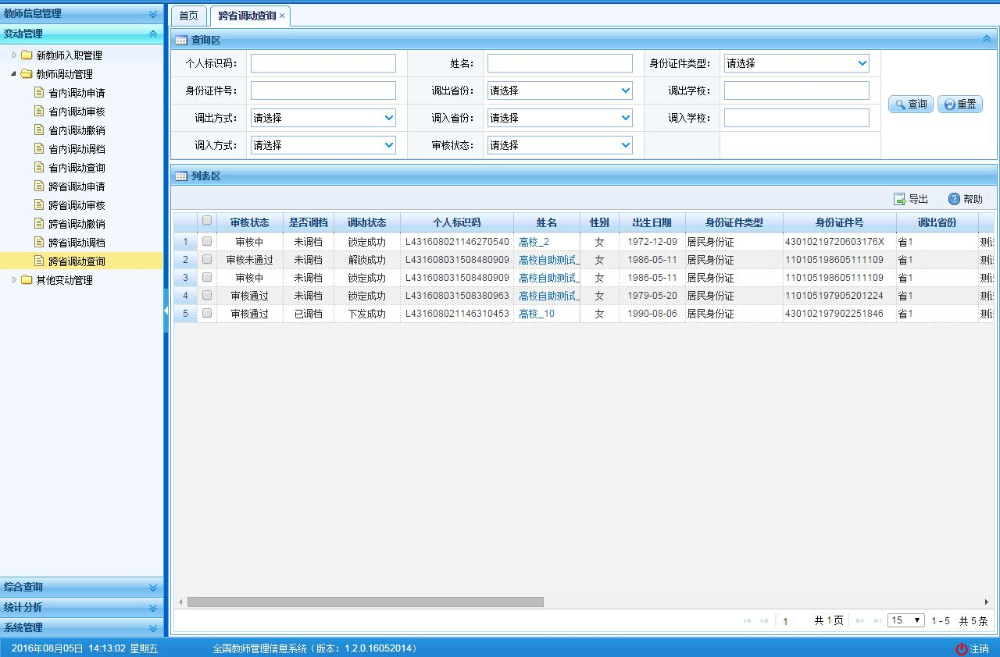 教师信息管理
变动管理
新教师入职管理
教师调动管理
省内调动申请
省内调动审核
省内调动撤销
省内调动调档
省内调动查询
跨省调动申请
跨省调动审核
跨省调动撤销
跨省调动调档
跨省调动查询
其他变动管理
综合查询
统计分析
系统管理
首页 跨省调动查询 ×
查询区
个人标识码： 姓名： 身份证件类型： 请选择
身份证件号： 调出省份： 请选择 调出学校：
调出方式： 请选择 调入省份： 请选择 调入学校：
调入方式： 请选择 审核状态： 请选择
查询 重置
列表区
导出 帮助
审核状态 是否调档 调动状态 个人标识码 姓名 性别 出生日期 身份证件类型 身份证件号 调出省份
1 审核中 未调档 锁定成功 L4316080211462705​40 高校_2 女 1972-12-09 居民身份证 43010219720603176X 省1 测
2 审核未通过 未调档 解锁成功 L431608031508480909 高校自助测试_ 女 1986-05-11 居民身份证 110105198605111109 省1 测
3 审核中 未调档 锁定成功 L431608031508480909 高校自助测试_ 女 1986-05-11 居民身份证 110105198605111109 省1 测
4 审核通过 未调档 锁定成功 L431608031508380963 高校自助测试_ 女 1979-05-20 居民身份证 110105197905201224 省1 测
5 审核通过 已调档 下发成功 L431608021146310453 高校_10 女 1990-08-06 居民身份证 430102197902251846 省1 测
1 共 1 页 15 1 - 5 共 5 条
2016年08月05日 14:13:02 星期五 全国教师管理信息系统（版本：1.2.0.16052014） 注销